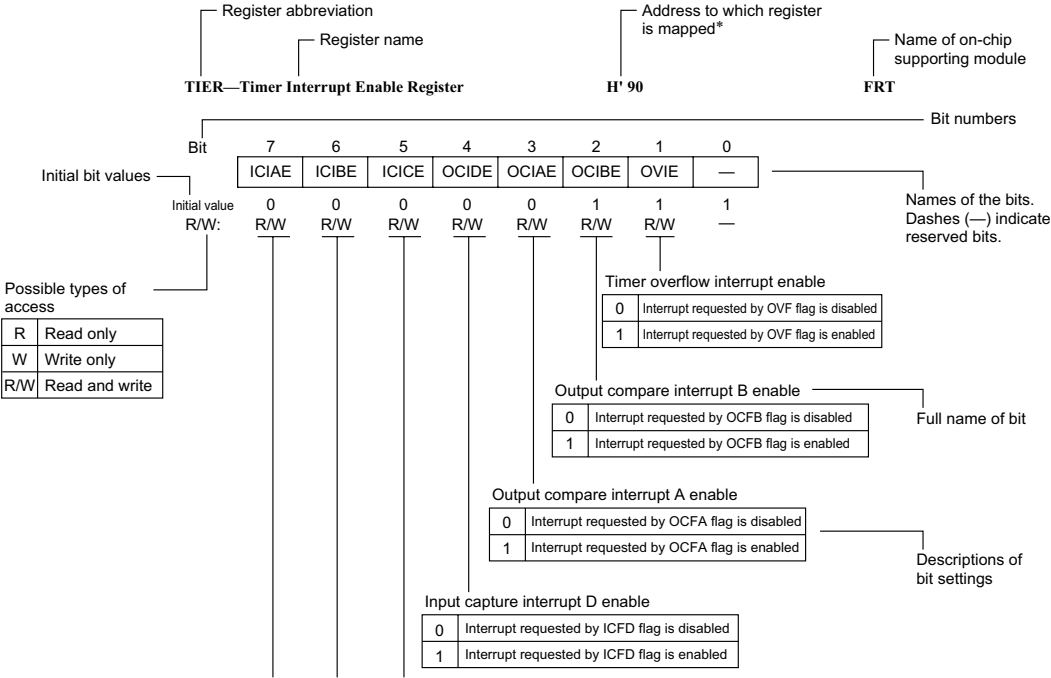 Register abbreviation
Register name
Address to which register
is mapped*
Name of on-chip
supporting module
TIER—Timer Interrupt Enable Register H' 90 FRT
Bit numbers
Bit 7 6 5 4 3 2 1 0
ICIAE ICIBE ICICE OCIDE OCIAE OCIBE OVIE —
Initial bit values
Initial value 0 0 0 0 0 1 1 1
R/W: R/W R/W R/W R/W R/W R/W R/W —
Names of the bits.
Dashes (—) indicate
reserved bits.
Possible types of
access
R Read only
W Write only
R/W Read and write
Timer overflow interrupt enable
0 Interrupt requested by OVF flag is disabled
1 Interrupt requested by OVF flag is enabled
Output compare interrupt B enable
0 Interrupt requested by OCFB flag is disabled
1 Interrupt requested by OCFB flag is enabled
Full name of bit
Output compare interrupt A enable
0 Interrupt requested by OCFA flag is disabled
1 Interrupt requested by OCFA flag is enabled
Descriptions of
bit settings
Input capture interrupt D enable
0 Interrupt requested by ICFD flag is disabled
1 Interrupt requested by ICFD flag is enabled